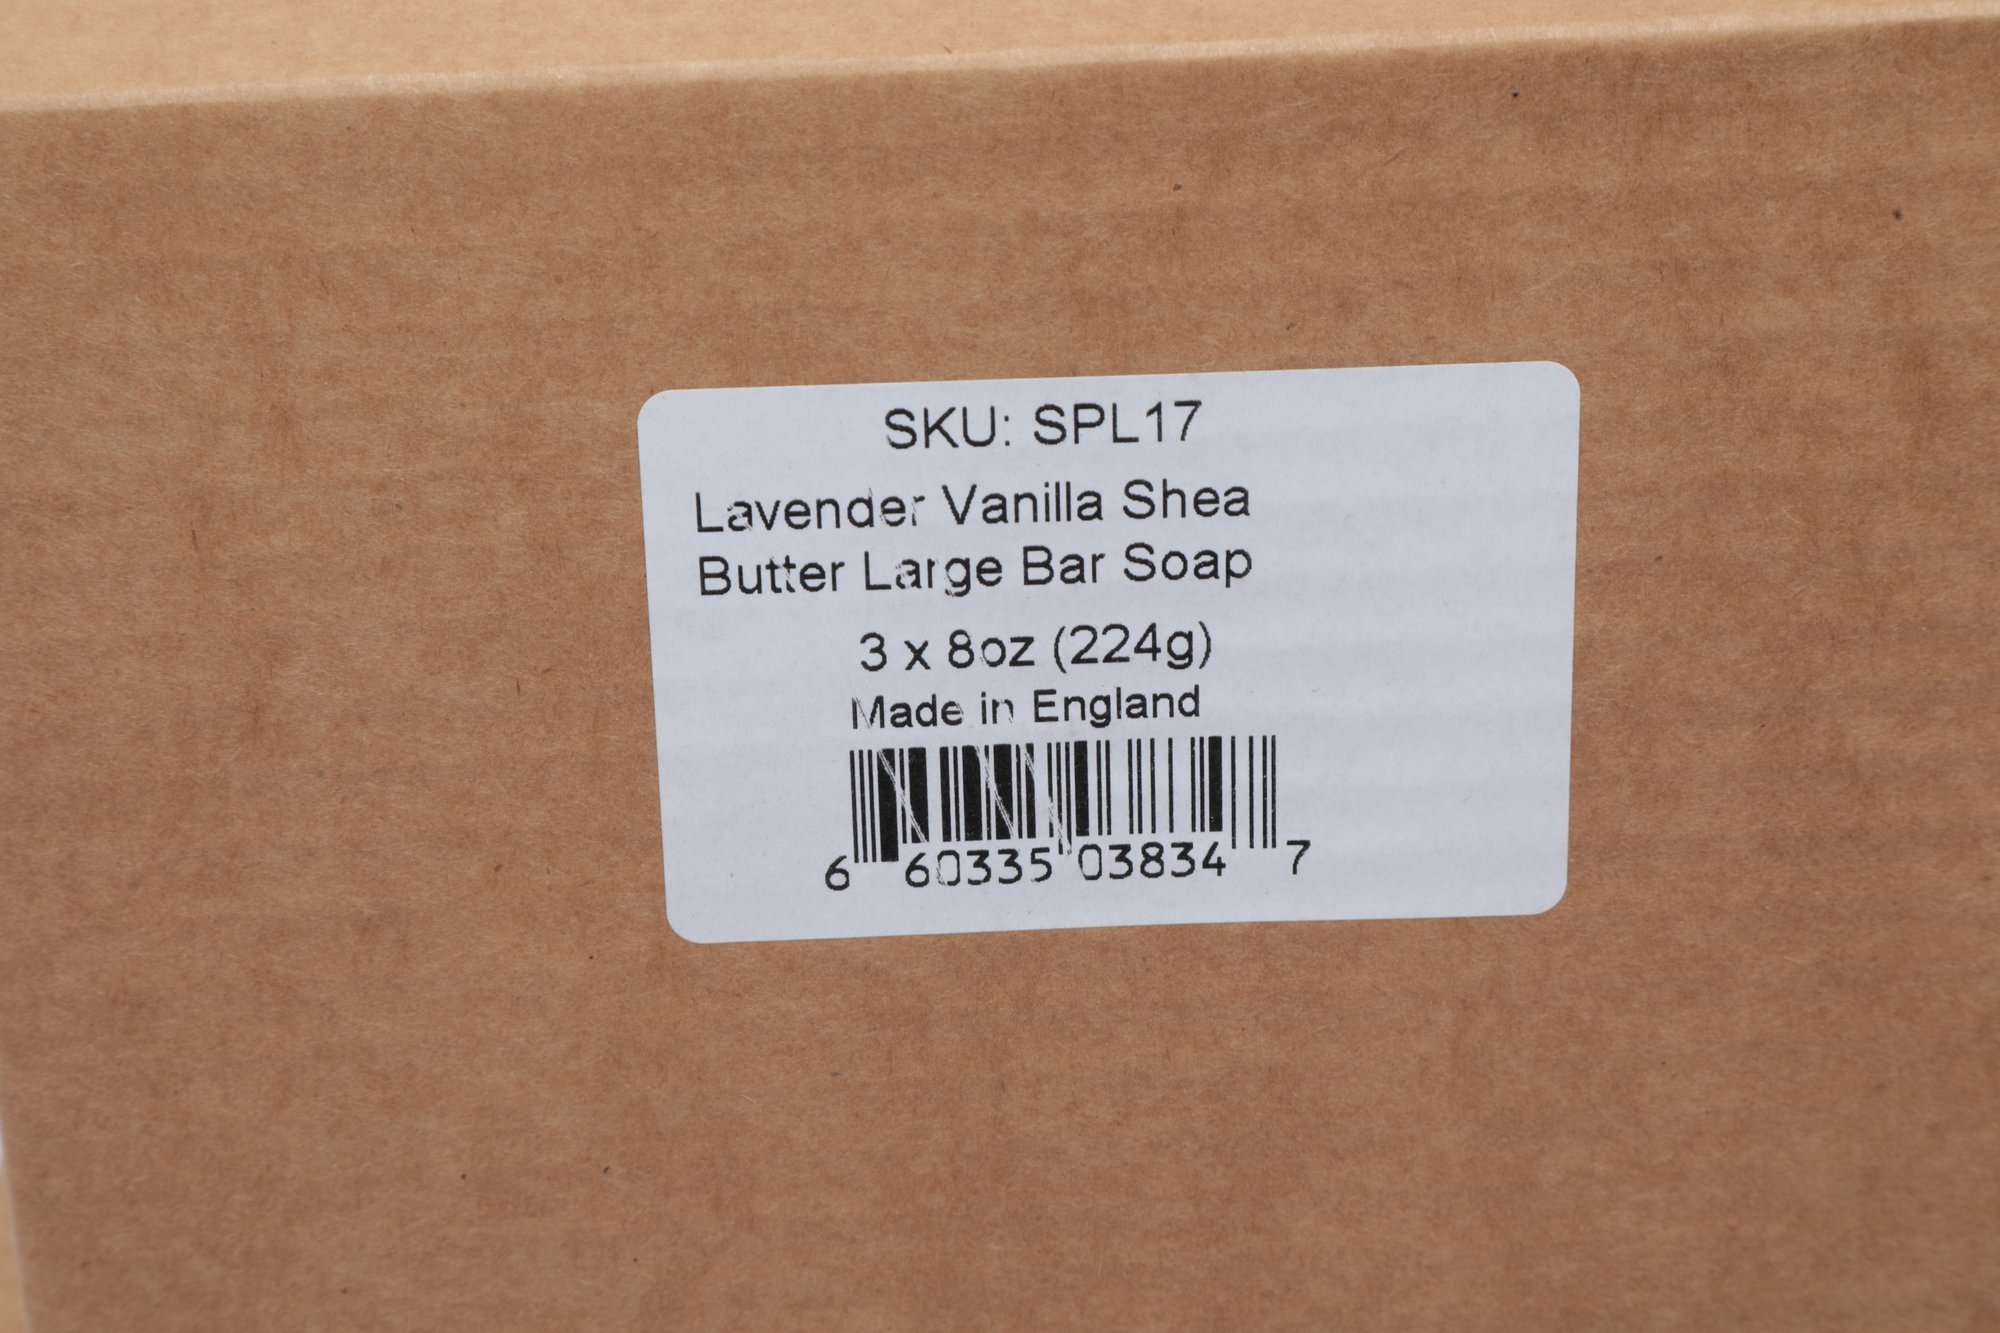 SKU: SPL17
Lavender Vanilla Shea
Butter Large Bar Soap
3 x 8oz (224g)
Made in England
6 60335 03834 7